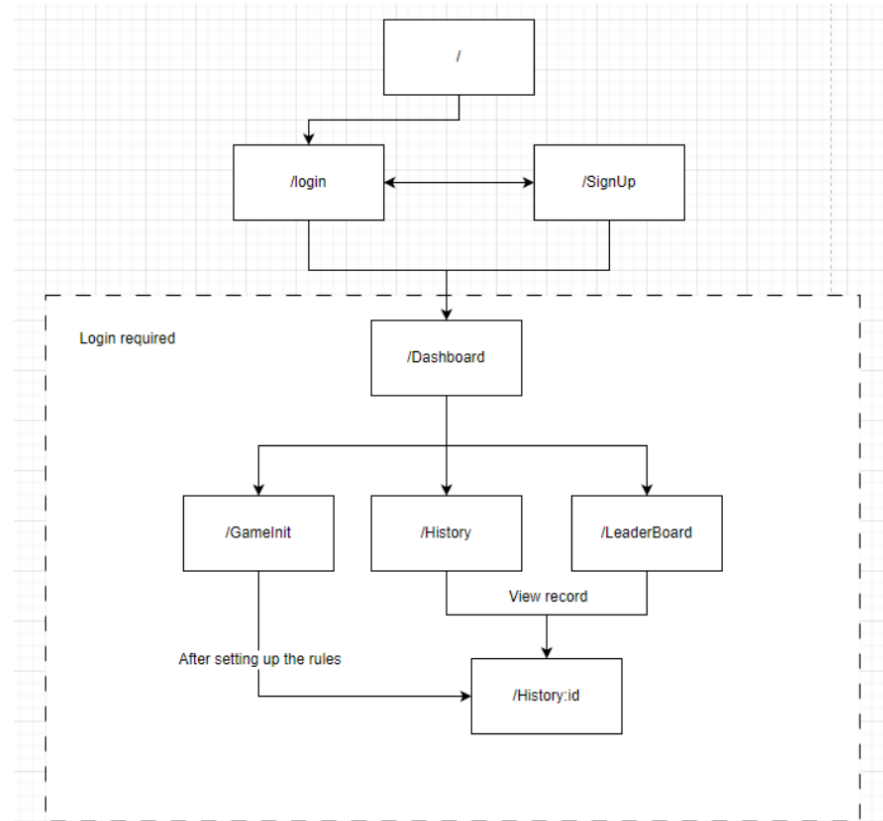 /
/login
/SignUp
Login required
/Dashboard
/GameInit
/History
/LeaderBoard
View record
After setting up the rules
/History:id